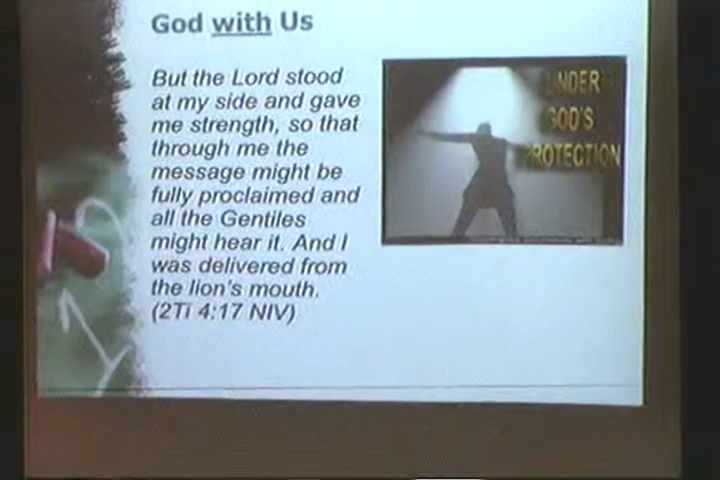 God with Us
But the Lord stood
at my side and gave
me strength, so that
through me the
message might be
fully proclaimed and
all the Gentiles
might hear it. And I
was delivered from
the lion's mouth.
(2Ti 4:17 NIV)
UNDER
GOD'S
PROTECTION